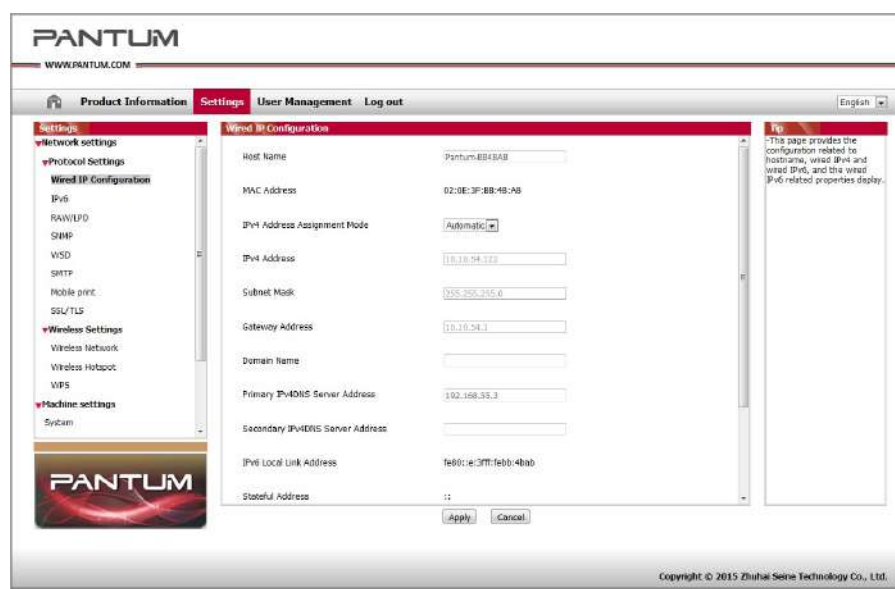 PANTUM
WWW.PANTUM.COM
Product Information Settings User Management Log out English
Settings
Network settings
Protocol Settings
Wired IP Configuration
IPv6
RAW/LPD
SNMP
WSD
SMTP
Mobile print
SSL/TLS
Wireless Settings
Wireless Network
Wireless Hotspot
WPS
Machine settings
System
PANTUM
Wired IP Configuration
Host Name Pantum-BB4BAB
MAC Address 02:0E:3F:BB:4B:AB
IPv4 Address Assignment Mode Automatic
IPv4 Address 10.10.54.122
Subnet Mask 255.255.255.0
Gateway Address 10.10.54.1
Domain Name
Primary IPv4DNS Server Address 192.168.55.3
Secondary IPv4DNS Server Address
IPv6 Local Link Address fe80::e:3fff:febb:4bab
Stateful Address ::
Apply Cancel
Tip
-This page provides the
configuration related to
hostname, wired IPv4 and
wired IPv6, and the wired
IPv6 related properties display.
Copyright © 2015 Zhuhai Seine Technology Co., Ltd.